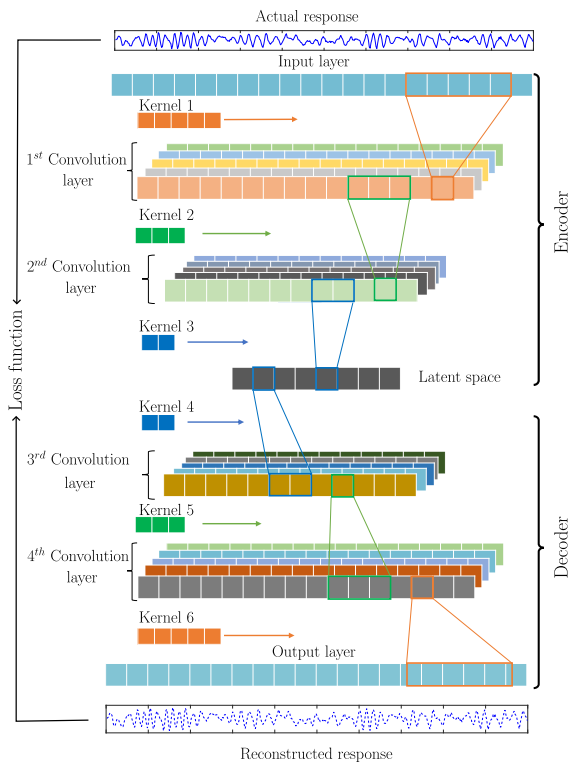 Actual response
Input layer
Kernel 1
1st Convolution
layer
Kernel 2
2nd Convolution
layer
Kernel 3
Latent space
Encoder
Loss function
Kernel 4
3rd Convolution
layer
Kernel 5
4th Convolution
layer
Kernel 6
Output layer
Decoder
Reconstructed response